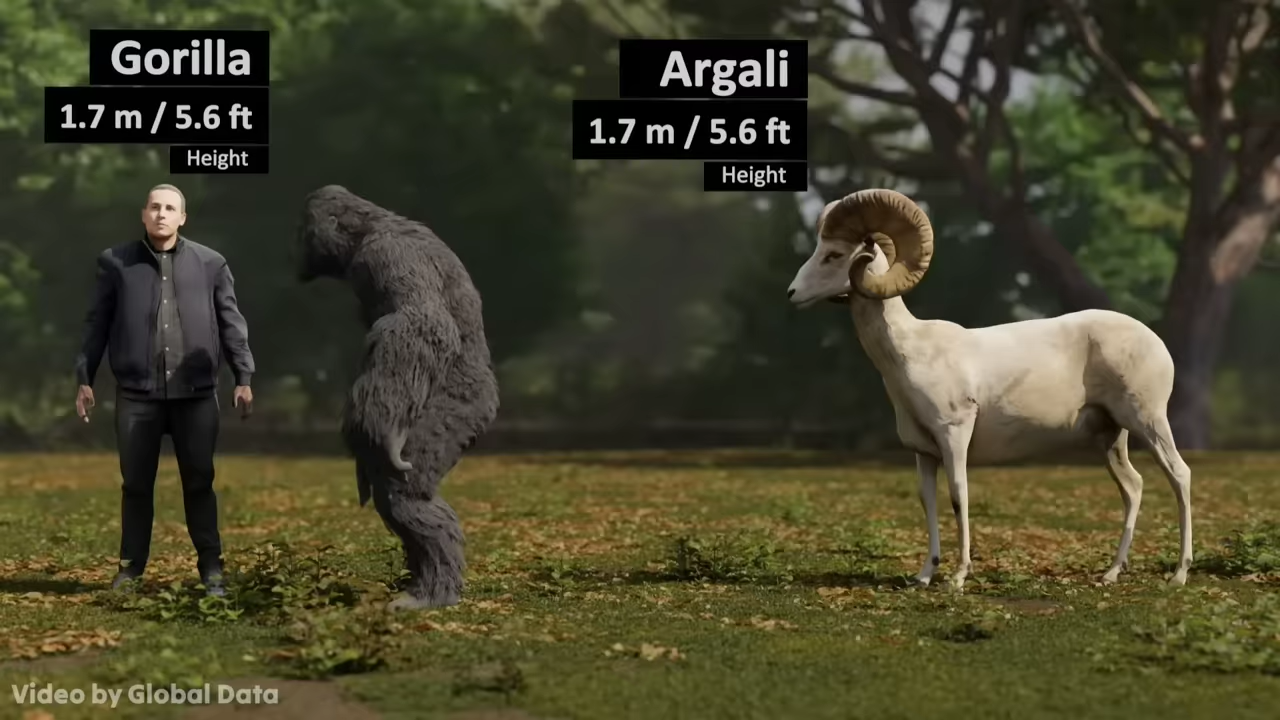 Gorilla
1.7 m / 5.6 ft
Height
Argali
1.7 m / 5.6 ft
Height
Video by Global Data